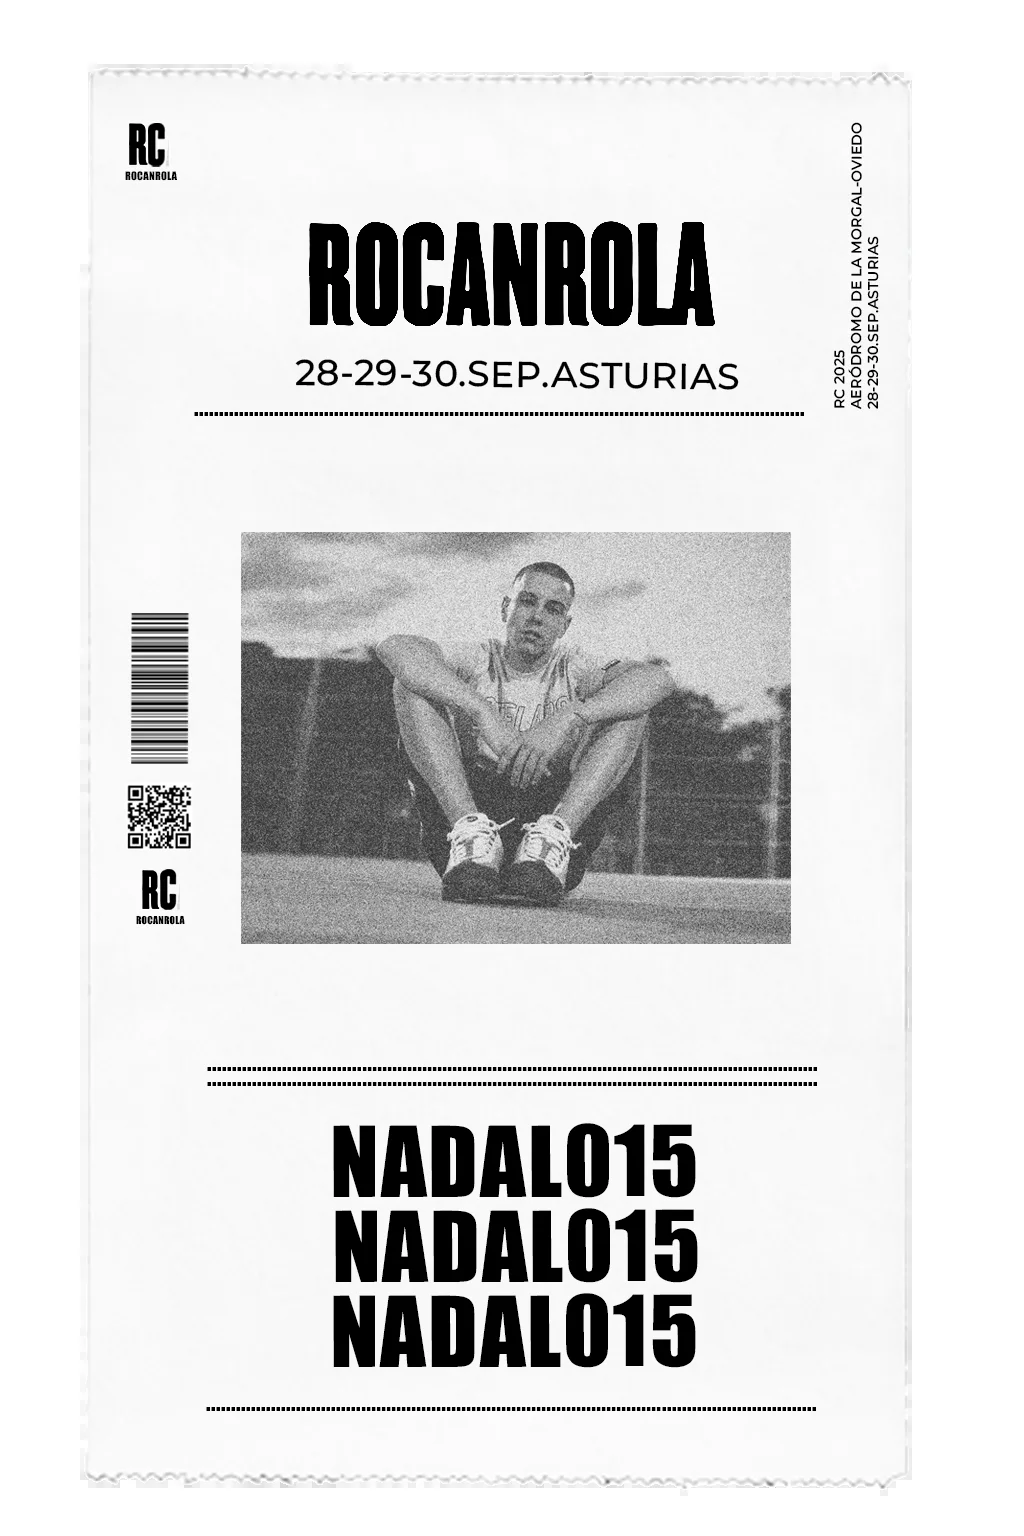 RC
ROCANROLA
RC 2025
AERÓDROMO DE LA MORGAL-OVIEDO
28-29-30.SEP.ASTURIAS
ROCANROLA
28-29-30.SEP.ASTURIAS
RC
ROCANROLA
NADAL015
NADAL015
NADAL015